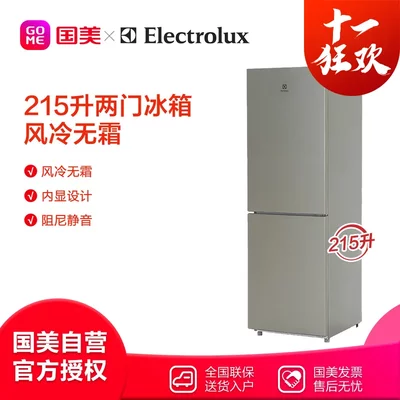 GO
ME
国美×Electrolux
十一
狂欢
215升两门冰箱
风冷无霜
风冷无霜
内显设计
阻尼静音
215升
国美自营
官方授权
全国联保
送货入户
国美发票
售后无忧